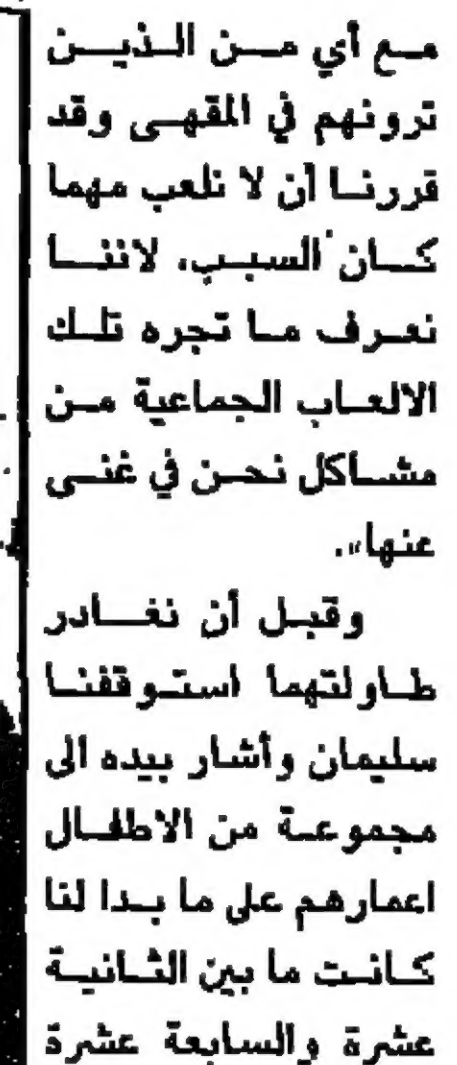 مع أي من الذين
ترونهم في المقهى وقد
قررنا أن لا نلعب مهما
كان السبب، لاننا
نعرف ما تجره تلك
الالعاب الجماعية من
مشاكل نحن في غنى
عنها».
وقبل أن نغادر
طاولتهما استوقفنا
سليمان وأشار بيده الى
مجموعة من الاطفال
اعمارهم على ما بدا لنا
كانت ما بين الثانية
عشرة والسابعة عشرة